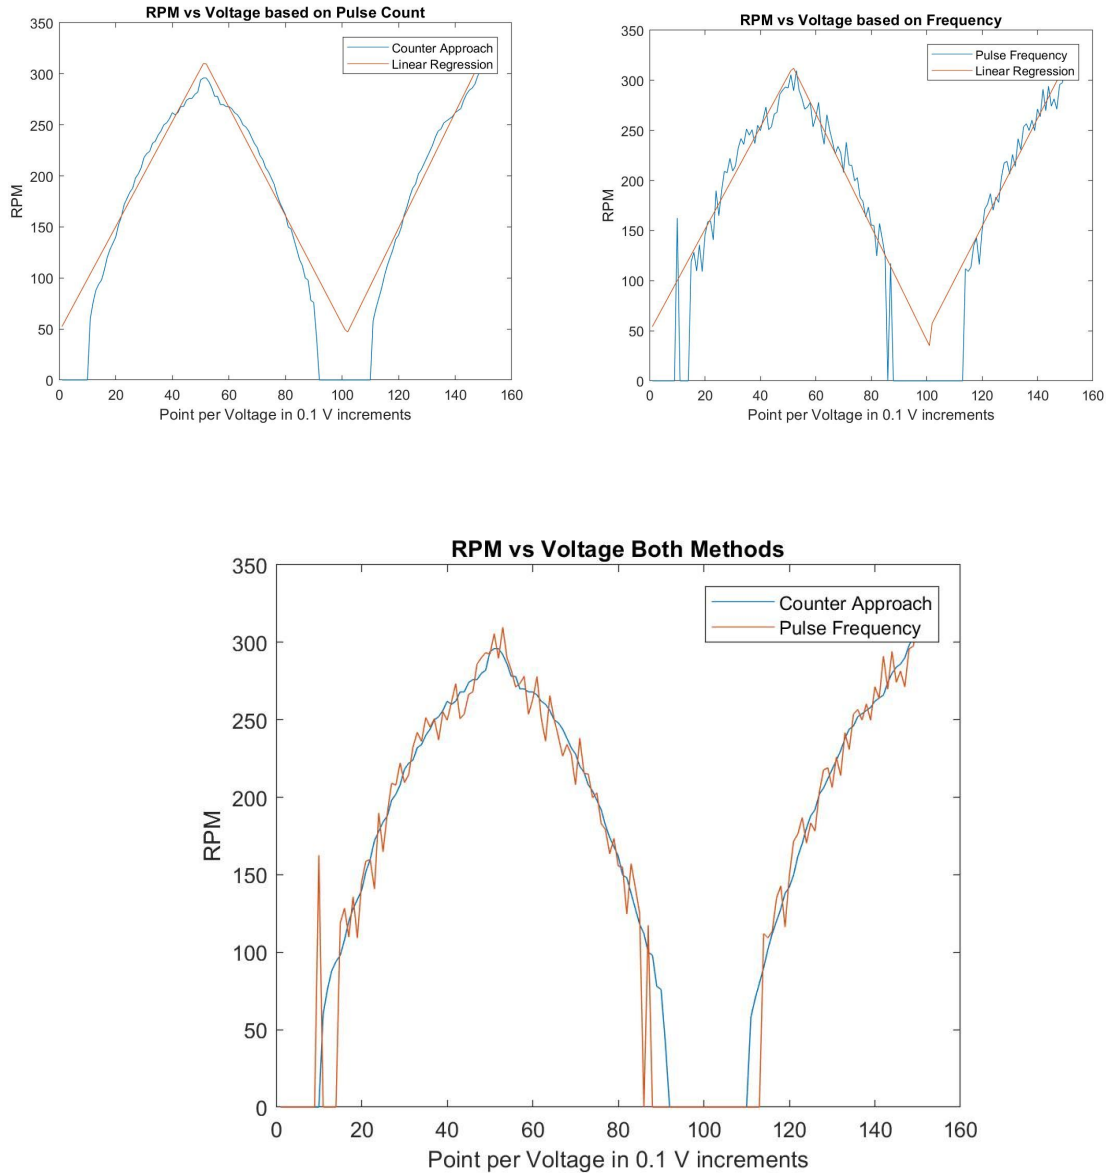 RPM vs Voltage based on Pulse Count
350
300
250
200
150
100
50
0
RPM
0 20 40 60 80 100 120 140 160
Point per Voltage in 0.1 V increments
Counter Approach
Linear Regression
RPM vs Voltage based on Frequency
350
300
250
200
150
100
50
0
RPM
0 20 40 60 80 100 120 140 160
Point per Voltage in 0.1 V increments
Pulse Frequency
Linear Regression
RPM vs Voltage Both Methods
350
300
250
200
150
100
50
0
RPM
0 20 40 60 80 100 120 140 160
Point per Voltage in 0.1 V increments
Counter Approach
Pulse Frequency